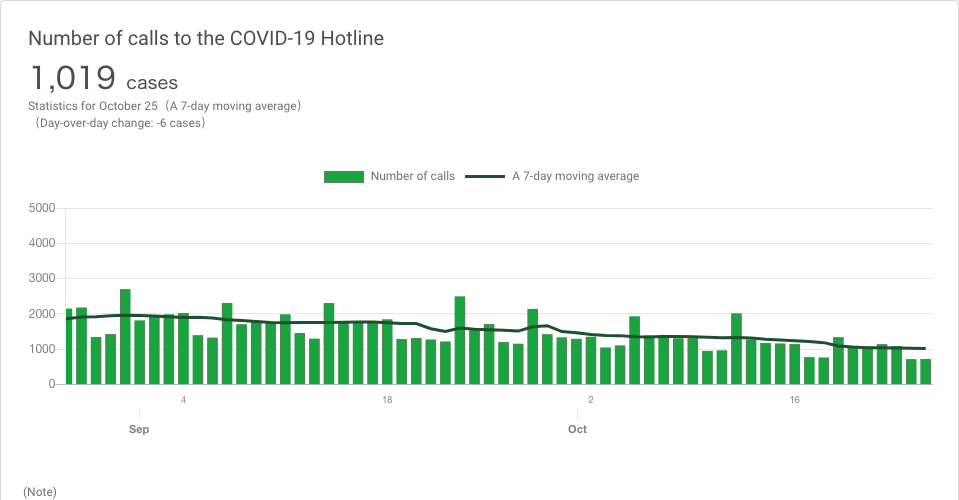 Number of calls to the COVID-19 Hotline
1,019 cases
Statistics for October 25（A 7-day moving average）
（Day-over-day change: -6 cases）
Number of calls A 7-day moving average
5000
4000
3000
2000
1000
0
4 18 2 16
Sep Oct
(Note)